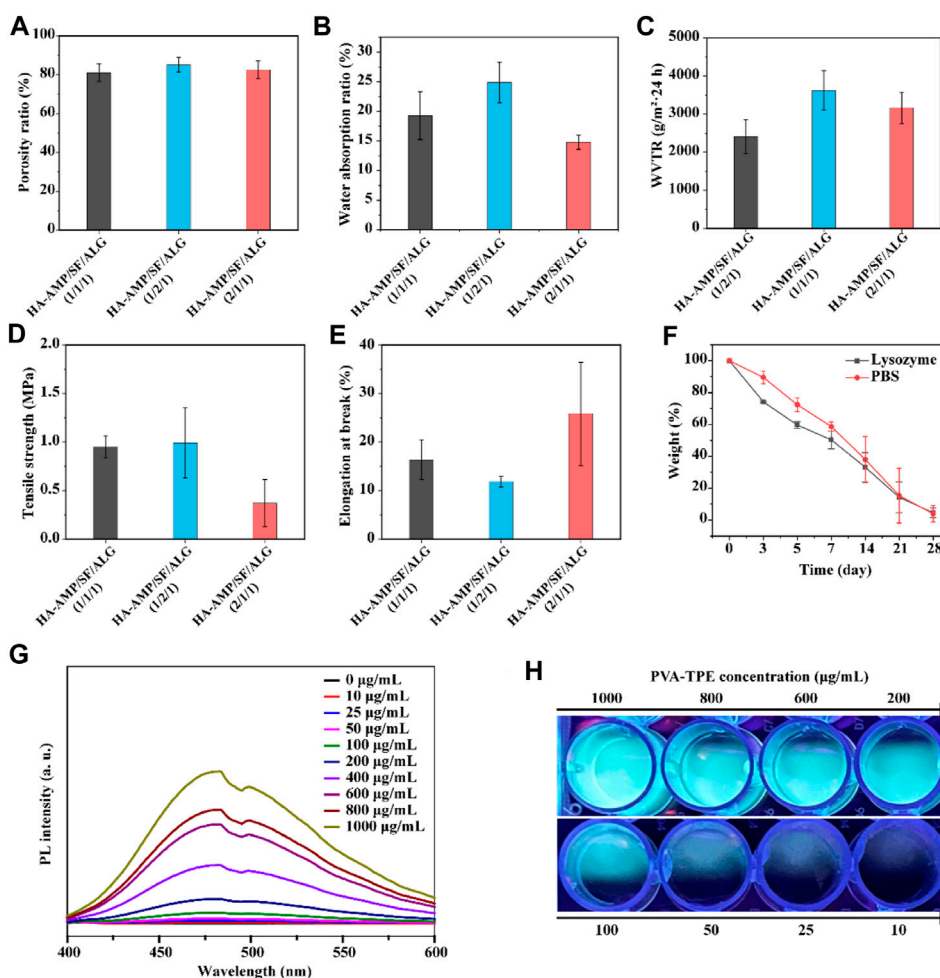 A
Porosity ratio (%)
100
80
60
40
20
0
HA-AMP/SF/ALG
(1/1/1)
HA-AMP/SF/ALG
(1/2/1)
HA-AMP/SF/ALG
(2/1/1)
B
Water absorption ratio (%)
30
25
20
15
10
5
0
HA-AMP/SF/ALG
(1/1/1)
HA-AMP/SF/ALG
(1/2/1)
HA-AMP/SF/ALG
(2/1/1)
C
WVTR (g/m²·24 h)
5000
4000
3000
2000
1000
0
HA-AMP/SF/ALG
(1/2/1)
HA-AMP/SF/ALG
(1/1/1)
HA-AMP/SF/ALG
(2/1/1)
D
Tensile strength (MPa)
2.0
1.5
1.0
0.5
0.0
HA-AMP/SF/ALG
(1/1/1)
HA-AMP/SF/ALG
(1/2/1)
HA-AMP/SF/ALG
(2/1/1)
E
Elongation at break (%)
40
30
20
10
0
HA-AMP/SF/ALG
(1/1/1)
HA-AMP/SF/ALG
(1/2/1)
HA-AMP/SF/ALG
(2/1/1)
F
Weight (%)
100
80
60
40
20
0
Lysozyme
PBS
0 3 5 7 14 21 28
Time (day)
G
PL intensity (a. u.)
0 µg/mL
10 µg/mL
25 µg/mL
50 µg/mL
100 µg/mL
200 µg/mL
400 µg/mL
600 µg/mL
800 µg/mL
1000 µg/mL
400 450 500 550 600
Wavelength (nm)
H
PVA-TPE concentration (µg/mL)
1000 800 600 200
100 50 25 10